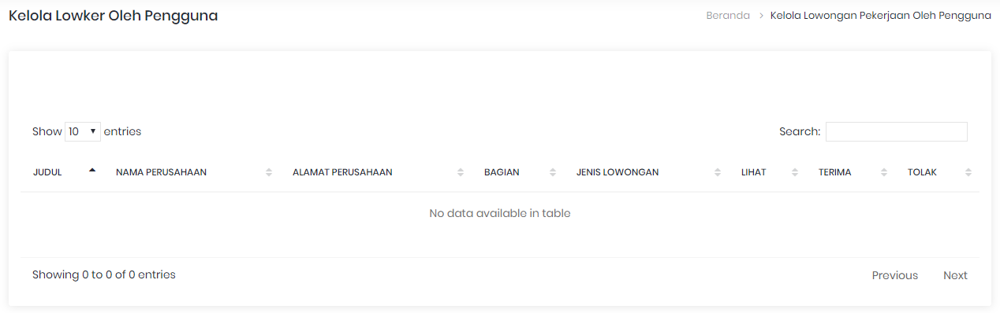 Kelola Lowker Oleh Pengguna
Beranda > Kelola Lowongan Pekerjaan Oleh Pengguna
Show 10 entries
Search:
JUDUL NAMA PERUSAHAAN ALAMAT PERUSAHAAN BAGIAN JENIS LOWONGAN LIHAT TERIMA TOLAK
No data available in table
Showing 0 to 0 of 0 entries
Previous Next